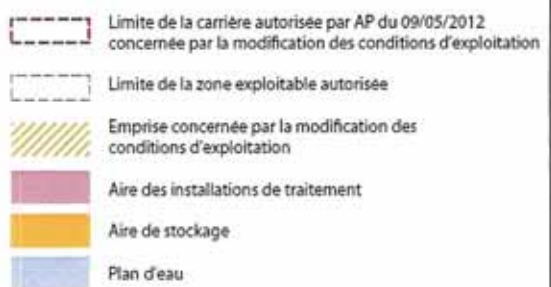 Limite de la carrière autorisée par AP du 09/05/2012
concernée par la modification des conditions d'exploitation
Limite de la zone exploitable autorisée
Emprise concernée par la modification des
conditions d'exploitation
Aire des installations de traitement
Aire de stockage
Plan d'eau